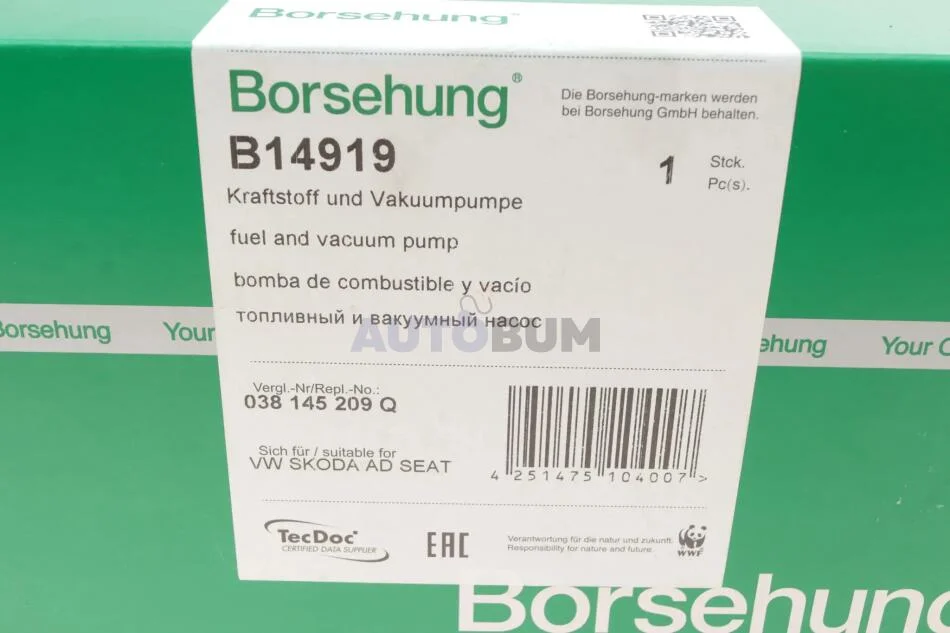 Borsehung
Borsehung®
Die Borsehung-marken werden
bei Borsehung GmbH behalten.
B14919
1 Stck.
Pc(s).
Kraftstoff und Vakuumpumpe
fuel and vacuum pump
bomba de combustible y vacío
топливный и вакуумный насос
AUTOBUM
Borsehung Your
ehung Your C
Vergl.-Nr/Repl.-No.:
038 145 209 Q
Sich für / suitable for
VW SKODA AD SEAT
4 251475 104007 >
TecDoc
CERTIFIED DATA SUPPLIER
EAC
Verantwortung für die natur und zukunft.
Responsibility for nature and future.
WWF
Borsehung